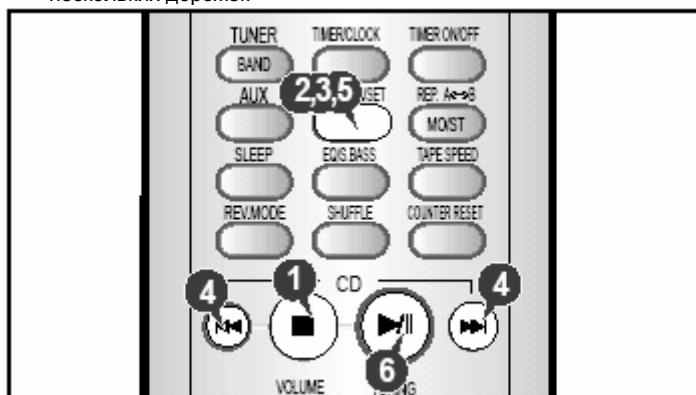 TUNER TIMER/CLOCK TIMER ON/OFF
BAND
AUX 2,3,5 /SET REP. A↔B
MO/ST
SLEEP EQ/S.BASS TAPE SPEED
REV.MODE SHUFFLE COUNTER RESET
CD
4 1 4
6
VOLUME